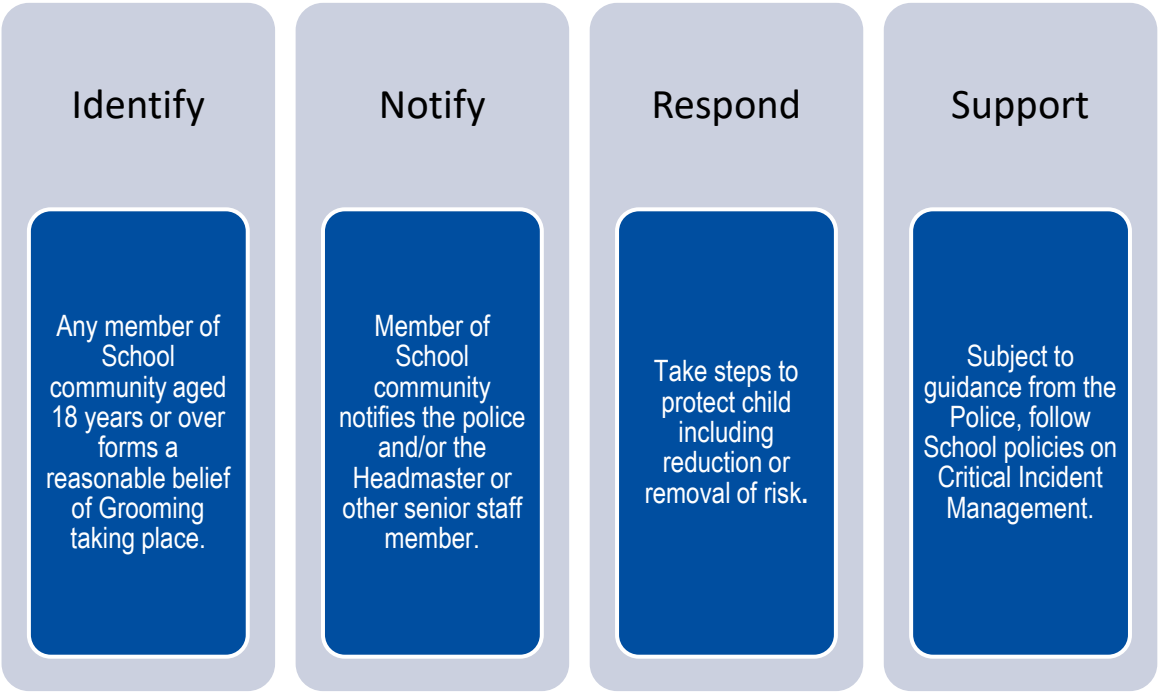 Identify
Any member of
School
community aged
18 years or over
forms a
reasonable belief
of Grooming
taking place.
Notify
Member of
School
community
notifies the police
and/or the
Headmaster or
other senior staff
member.
Respond
Take steps to
protect child
including
reduction or
removal of risk.
Support
Subject to
guidance from the
Police, follow
School policies on
Critical Incident
Management.